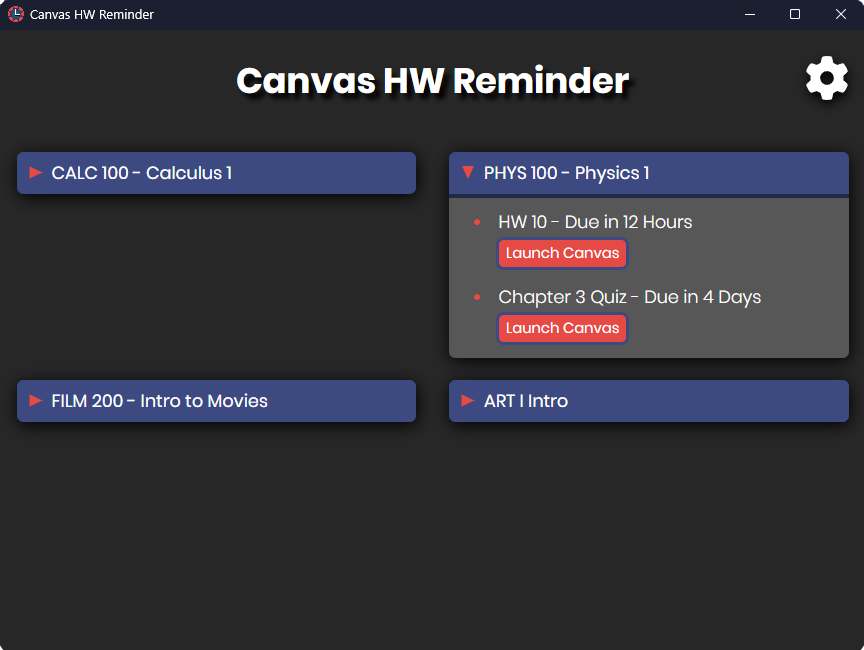 Canvas HW Reminder
Canvas HW Reminder
CALC 100 - Calculus 1
PHYS 100 - Physics 1
HW 10 - Due in 12 Hours
Launch Canvas
Chapter 3 Quiz - Due in 4 Days
Launch Canvas
FILM 200 - Intro to Movies
ART I Intro